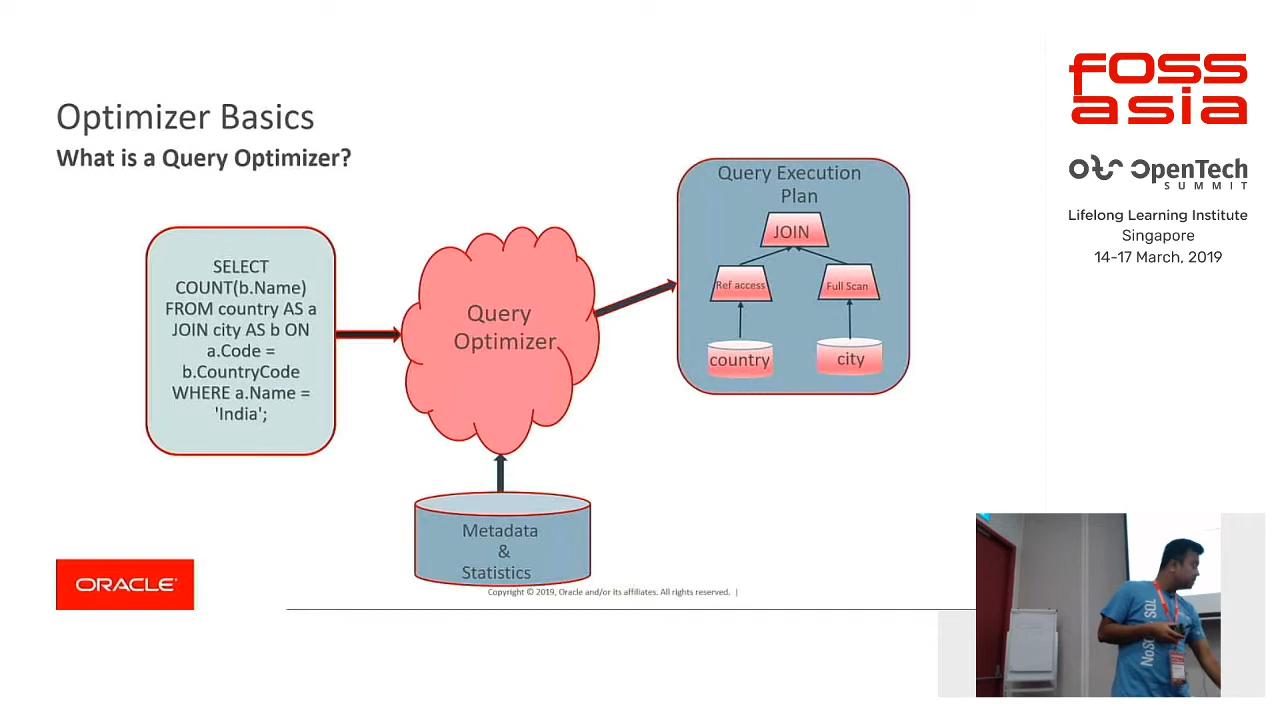 Optimizer Basics
What is a Query Optimizer?
SELECT
COUNT(b.Name)
FROM country AS a
JOIN city AS b ON
a.Code =
b.CountryCode
WHERE a.Name =
'India';
Query
Optimizer
Metadata
&
Statistics
Query Execution
Plan
JOIN
Ref access
Full Scan
country
city
ORACLE
Copyright © 2019, Oracle and/or its affiliates. All rights reserved. |
FOSS
asia
OpenTech
SUMMIT
Lifelong Learning Institute
Singapore
14-17 March, 2019
NoSQL